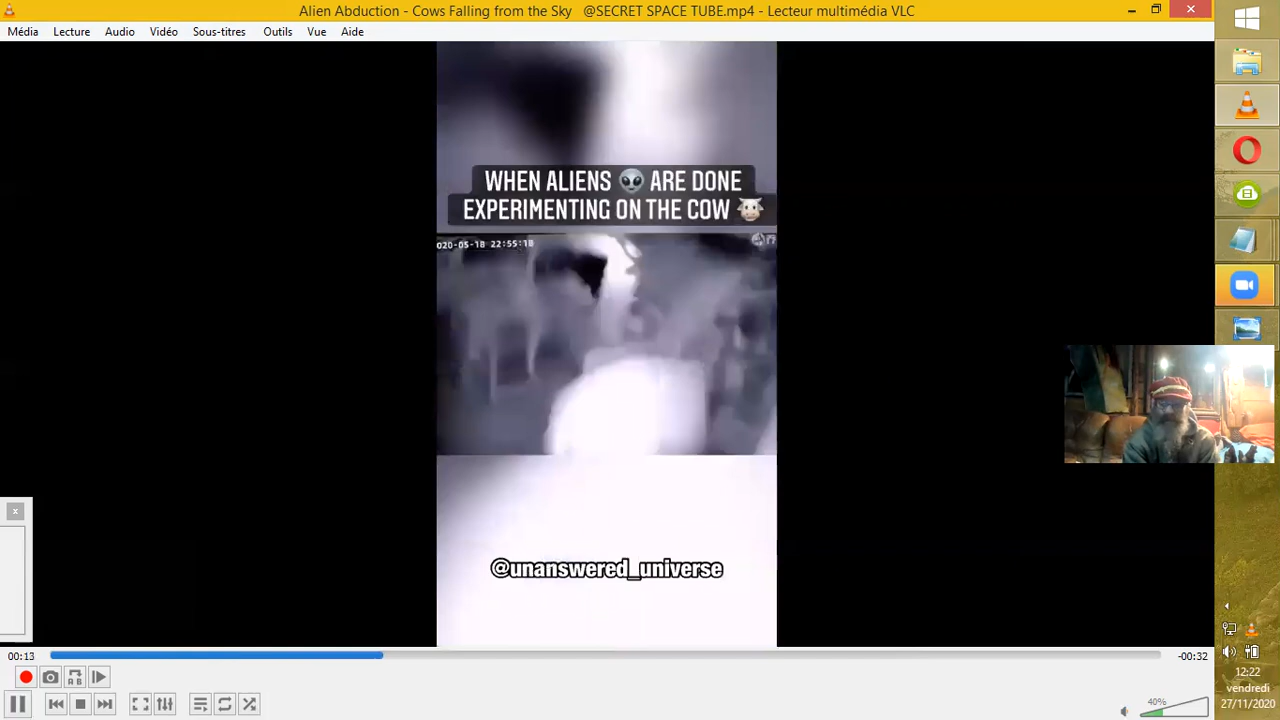 Alien Abduction - Cows Falling from the Sky @SECRET SPACE TUBE.mp4 - Lecteur multimédia VLC
Média Lecture Audio Vidéo Sous-titres Outils Vue Aide
WHEN ALIENS 👽 ARE DONE
EXPERIMENTING ON THE COW 🐮
020-05-18 22:55:18
@unanswered_universe
00:13
-00:32
40%
12:22
vendredi
27/11/2020